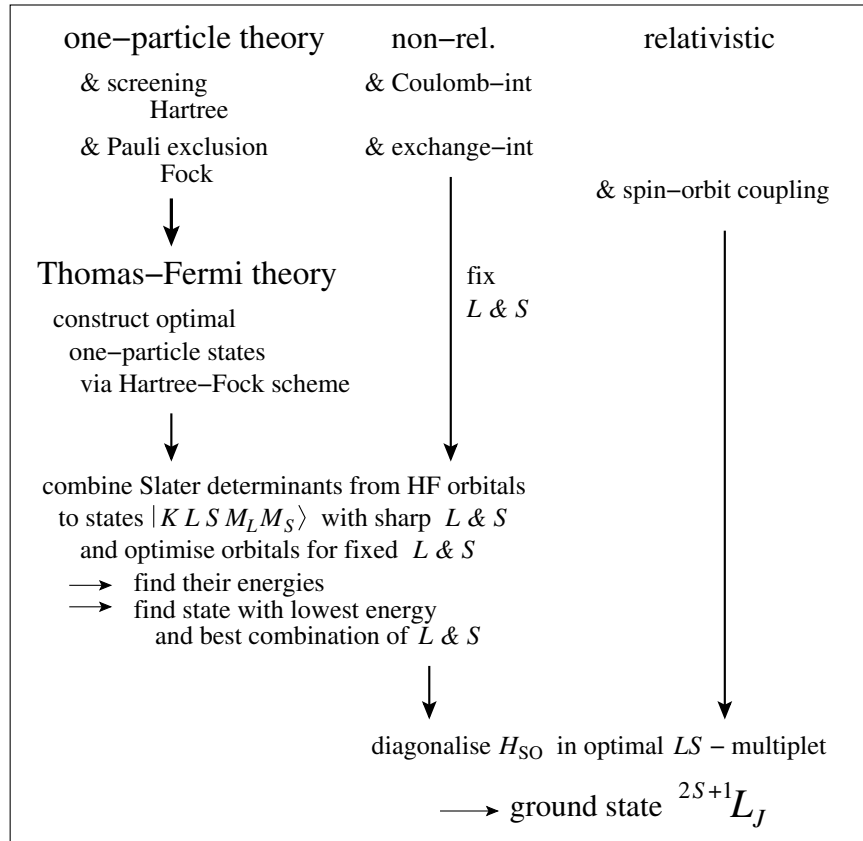 one−particle theory
& screening
Hartree
& Pauli exclusion
Fock
Thomas−Fermi theory
construct optimal
one−particle states
via Hartree−Fock scheme
non−rel.
& Coulomb−int
& exchange−int
fix
L & S
relativistic
& spin−orbit coupling
combine Slater determinants from HF orbitals
to states |K L S M_L M_S⟩ with sharp L & S
and optimise orbitals for fixed L & S
find their energies
find state with lowest energy
and best combination of L & S
diagonalise H_SO in optimal LS − multiplet
ground state ^{2S+1}L_J